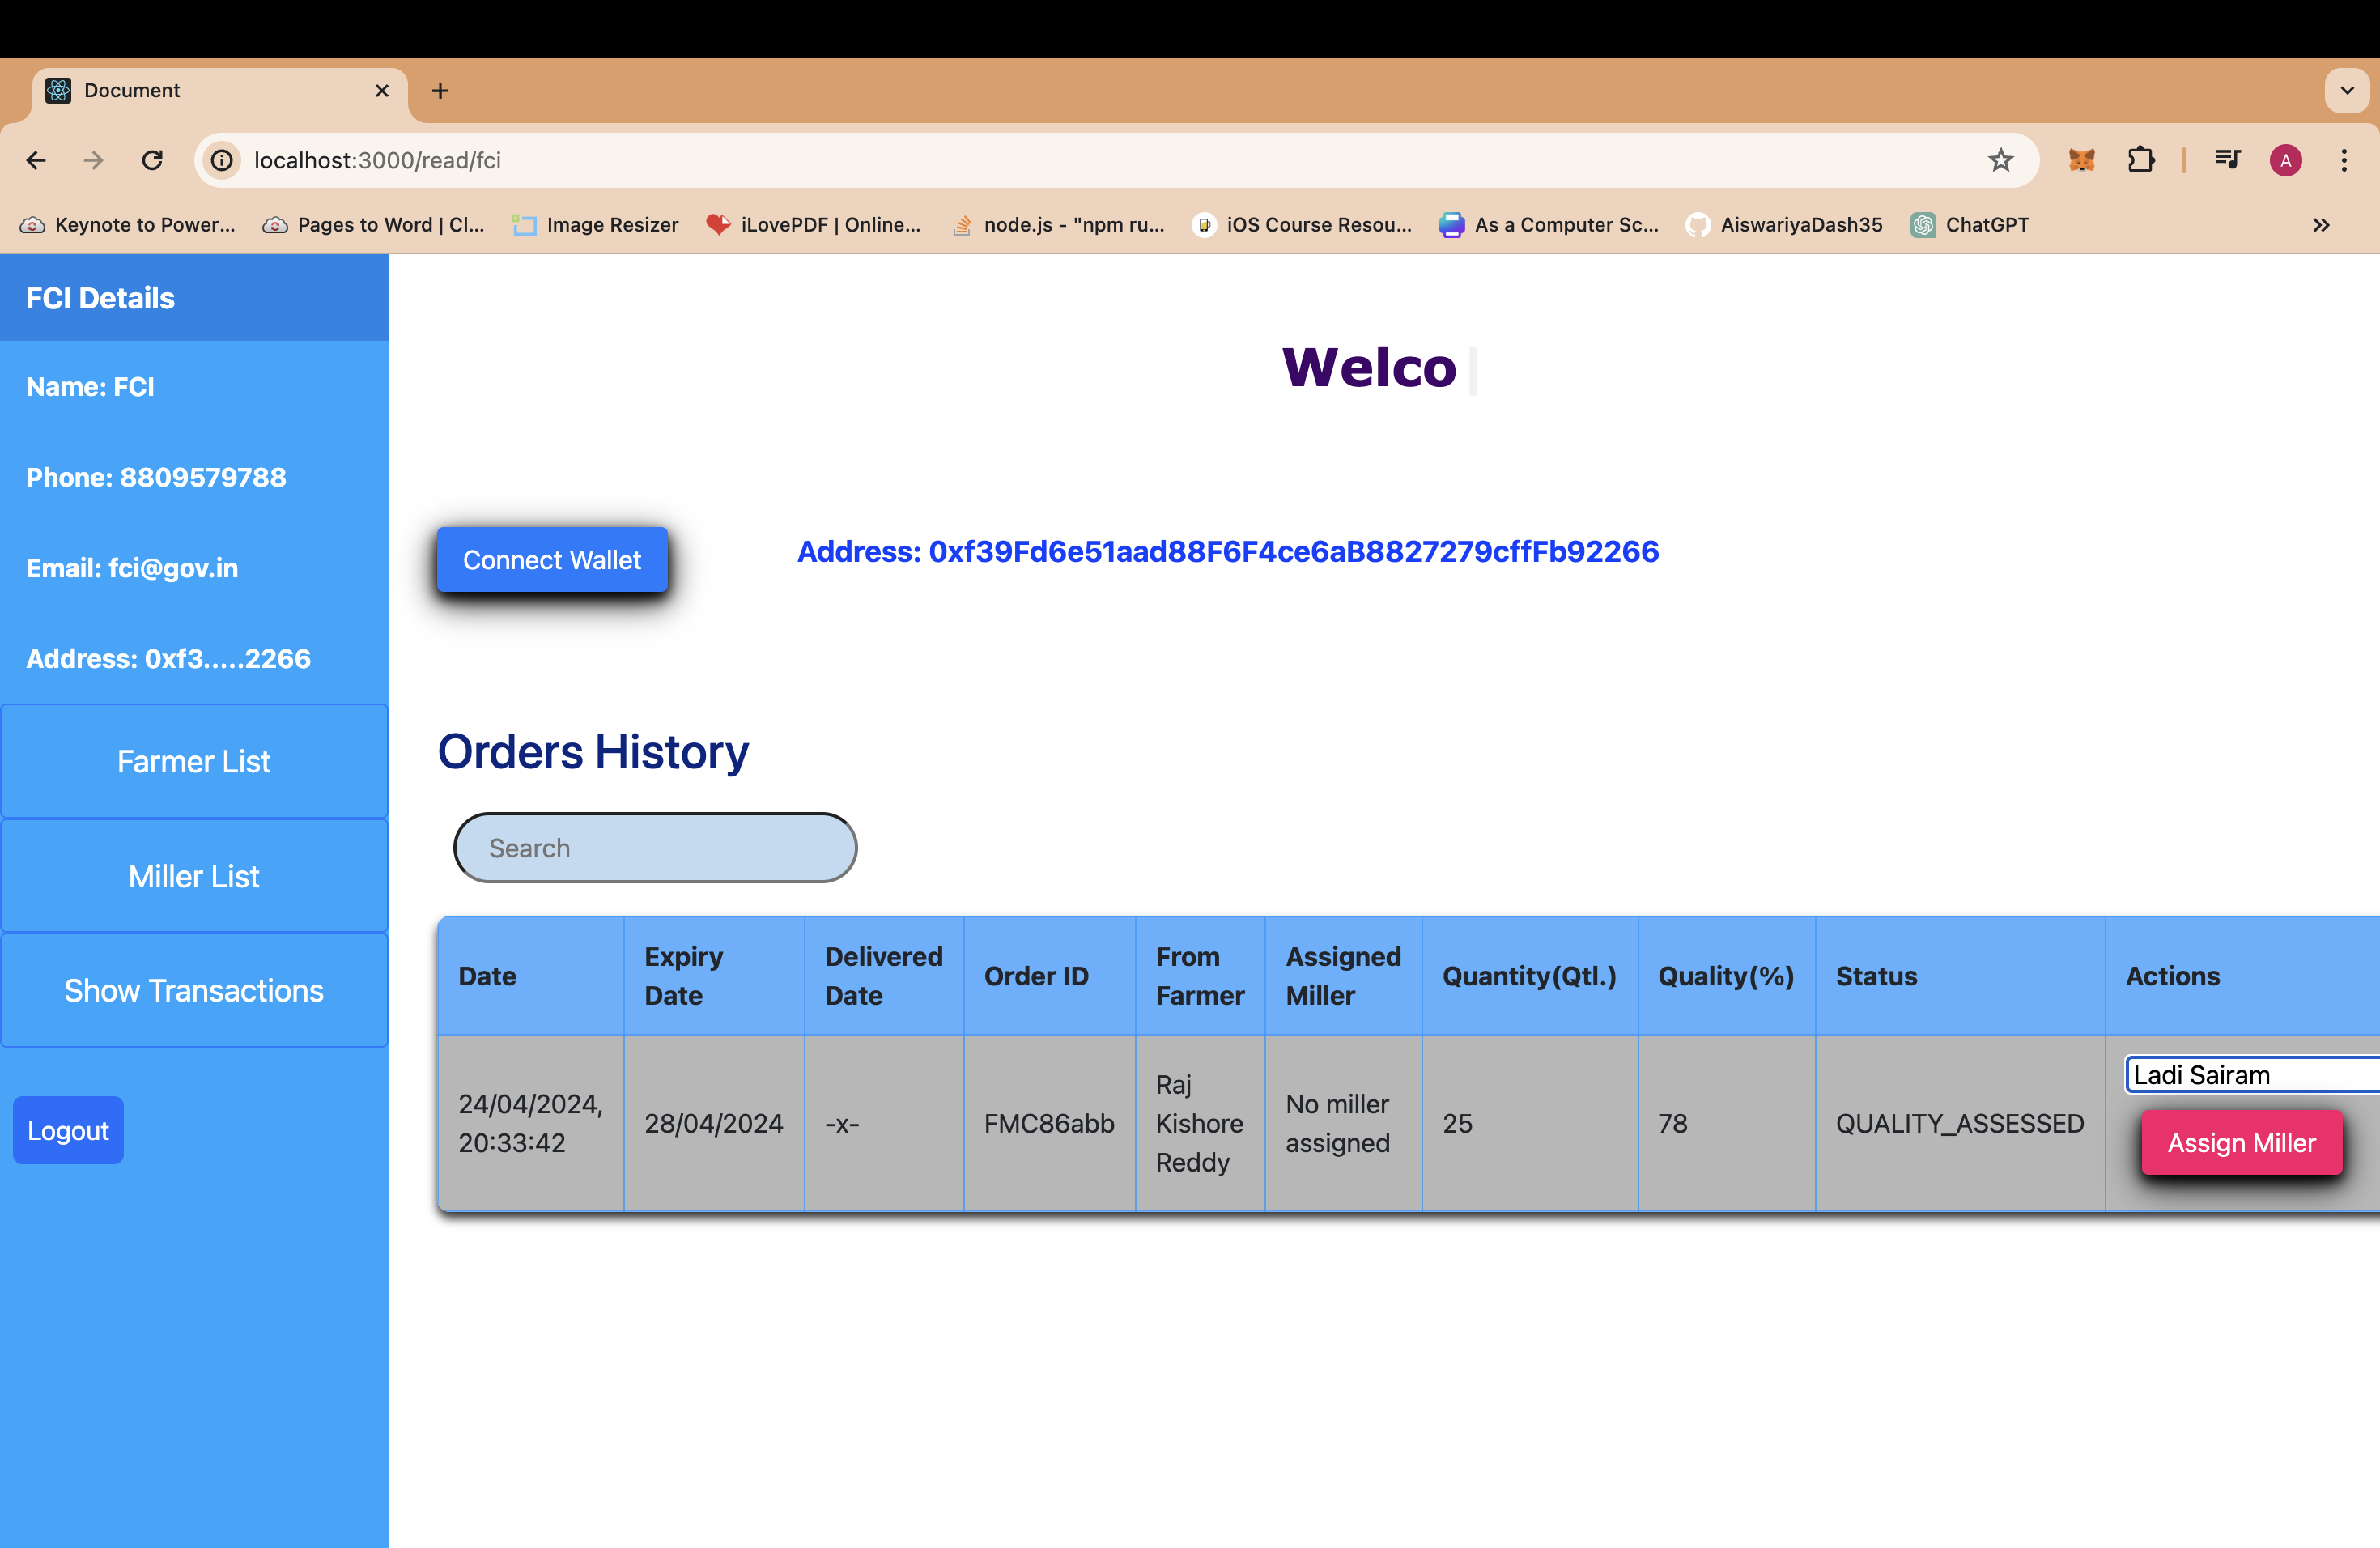 Document
localhost:3000/read/fci
A
Keynote to Power... Pages to Word | Cl... Image Resizer iLovePDF | Online... node.js - "npm ru... iOS Course Resou... As a Computer Sc... AiswariyaDash35 ChatGPT
FCI Details
Name: FCI
Phone: 8809579788
Email: fci@gov.in
Address: 0xf3.....2266
Farmer List
Miller List
Show Transactions
Logout
Welco
Connect Wallet
Address: 0xf39Fd6e51aad88F6F4ce6aB8827279cffFb92266
Orders History
Search
Date
Expiry
Date
Delivered
Date
Order ID
From
Farmer
Assigned
Miller
Quantity(Qtl.)
Quality(%)
Status
Actions
24/04/2024,
20:33:42
28/04/2024
-x-
FMC86abb
Raj
Kishore
Reddy
No miller
assigned
25
78
QUALITY_ASSESSED
Ladi Sairam
Assign Miller